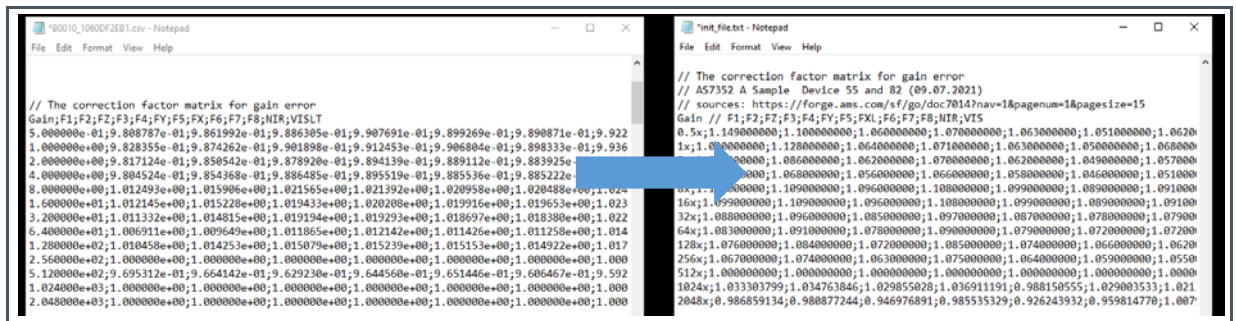 *B0010_1060DF2EB1.csv - Notepad
File Edit Format View Help
// The correction factor matrix for gain error
Gain;F1;F2;FZ;F3;F4;FY;F5;FX;F6;F7;F8;NIR;VISLT
5.000000e-01;9.808787e-01;9.861992e-01;9.886305e-01;9.907691e-01;9.899269e-01;9.890871e-01;9.922
1.000000e+00;9.828355e-01;9.874262e-01;9.901898e-01;9.912453e-01;9.906804e-01;9.898333e-01;9.936
2.000000e+00;9.817124e-01;9.850542e-01;9.878920e-01;9.894139e-01;9.889112e-01;9.883925e-
4.000000e+00;9.804524e-01;9.854368e-01;9.886485e-01;9.895519e-01;9.885536e-01;9.885222e-
8.000000e+00;1.012493e+00;1.015906e+00;1.021565e+00;1.021392e+00;1.020958e+00;1.020488e+00;1.024
1.600000e+01;1.012145e+00;1.015228e+00;1.019433e+00;1.020208e+00;1.019916e+00;1.019653e+00;1.023
3.200000e+01;1.011332e+00;1.014815e+00;1.019194e+00;1.019293e+00;1.018697e+00;1.018380e+00;1.022
6.400000e+01;1.006911e+00;1.009649e+00;1.011865e+00;1.012142e+00;1.011426e+00;1.011258e+00;1.014
1.280000e+02;1.010458e+00;1.014253e+00;1.015079e+00;1.015239e+00;1.015153e+00;1.014922e+00;1.017
2.560000e+02;1.000000e+00;1.000000e+00;1.000000e+00;1.000000e+00;1.000000e+00;1.000000e+00;1.000
5.120000e+02;9.695312e-01;9.664142e-01;9.629230e-01;9.644560e-01;9.651446e-01;9.606467e-01;9.592
1.024000e+03;1.000000e+00;1.000000e+00;1.000000e+00;1.000000e+00;1.000000e+00;1.000000e+00;1.000
2.048000e+03;1.000000e+00;1.000000e+00;1.000000e+00;1.000000e+00;1.000000e+00;1.000000e+00;1.000
*init_file.txt - Notepad
File Edit Format View Help
// The correction factor matrix for gain error
// AS7352 A Sample Device 55 and 82 (09.07.2021)
// sources: https://forge.ams.com/sf/go/doc7014?nav=1&pagenum=1&pagesize=15
Gain // F1;F2;FZ;F3;F4;FY;F5;FXL;F6;F7;F8;NIR;VIS
0.5x;1.149000000;1.100000000;1.060000000;1.070000000;1.063000000;1.051000000;1.0620
1x;1.000000;1.128000000;1.064000000;1.071000000;1.063000000;1.050000000;1.0680000
000;1.086000000;1.062000000;1.070000000;1.062000000;1.049000000;1.0570000
000;1.068000000;1.056000000;1.066000000;1.058000000;1.046000000;1.0510000
000000;1.109000000;1.096000000;1.108000000;1.099000000;1.089000000;1.0910000
16x;1.099000000;1.109000000;1.096000000;1.108000000;1.099000000;1.089000000;1.09100
32x;1.088000000;1.096000000;1.085000000;1.097000000;1.087000000;1.078000000;1.07900
64x;1.083000000;1.091000000;1.078000000;1.090000000;1.079000000;1.072000000;1.07200
128x;1.076000000;1.084000000;1.072000000;1.085000000;1.074000000;1.066000000;1.0620
256x;1.067000000;1.074000000;1.063000000;1.075000000;1.064000000;1.059000000;1.0550
512x;1.000000000;1.000000000;1.000000000;1.000000000;1.000000000;1.000000000;1.0000
1024x;1.033303799;1.034763846;1.029855028;1.036911191;0.988150555;1.029003533;1.021
2048x;0.986859134;0.980877244;0.946976891;0.985535329;0.926243932;0.959814770;1.007